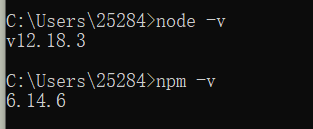 C:\Users\25284>node -v
v12.18.3
C:\Users\25284>npm -v
6.14.6